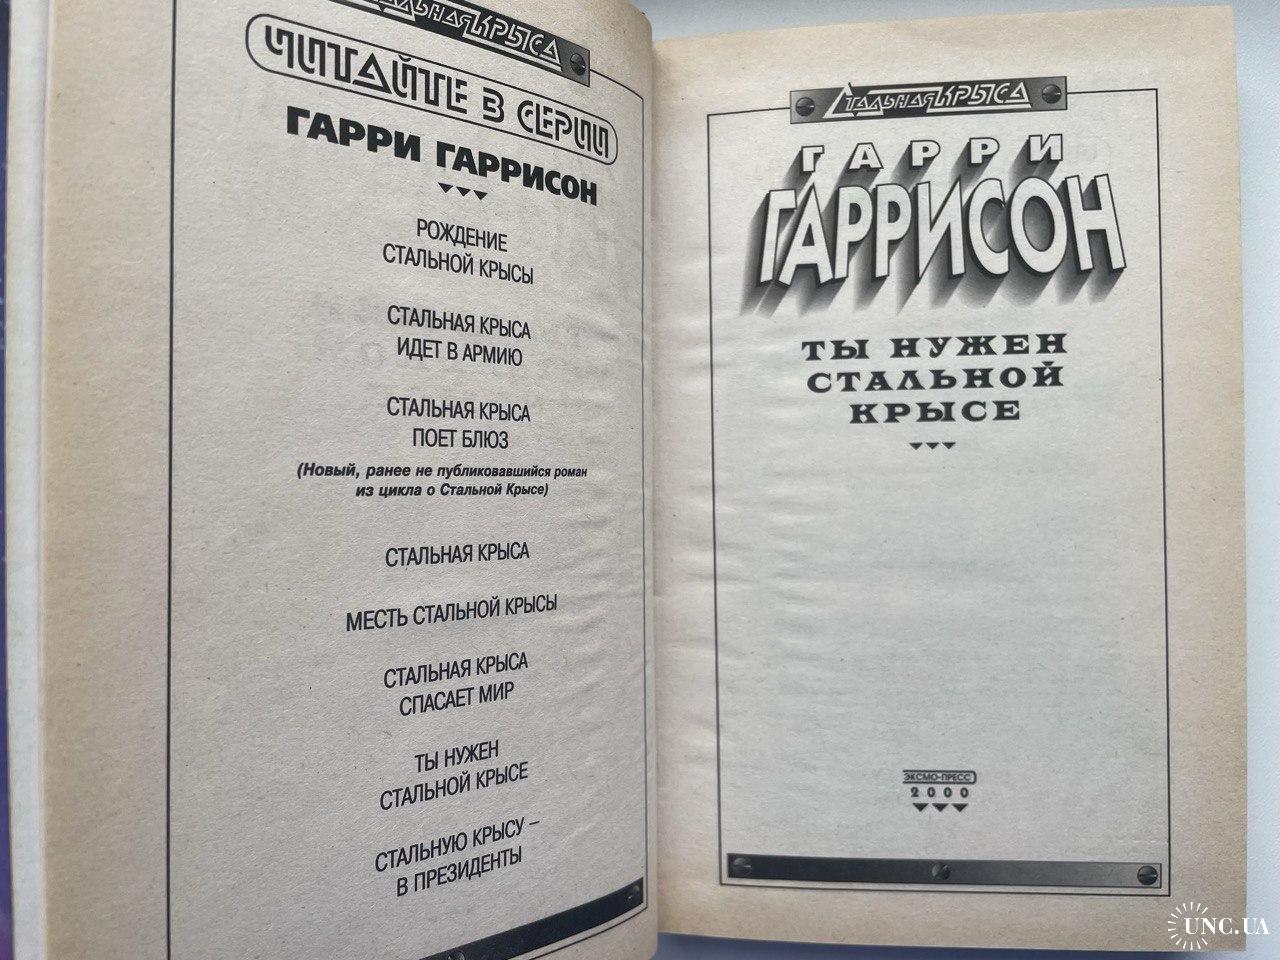 СТАЛЬНАЯ КРЫСА
ЧИТАЙТЕ В СЕРИИ
ГАРРИ ГАРРИСОН
РОЖДЕНИЕ
СТАЛЬНОЙ КРЫСЫ
СТАЛЬНАЯ КРЫСА
ИДЕТ В АРМИЮ
СТАЛЬНАЯ КРЫСА
ПОЕТ БЛЮЗ
(Новый, ранее не публиковавшийся роман
из цикла о Стальной Крысе)
СТАЛЬНАЯ КРЫСА
МЕСТЬ СТАЛЬНОЙ КРЫСЫ
СТАЛЬНАЯ КРЫСА
СПАСАЕТ МИР
ТЫ НУЖЕН
СТАЛЬНОЙ КРЫСЕ
СТАЛЬНУЮ КРЫСУ –
В ПРЕЗИДЕНТЫ
СТАЛЬНАЯ КРЫСА
ГАРРИ
ГАРРИСОН
ТЫ НУЖЕН
СТАЛЬНОЙ
КРЫСЕ
ЭКСМО-ПРЕСС
2000
UNC.UA